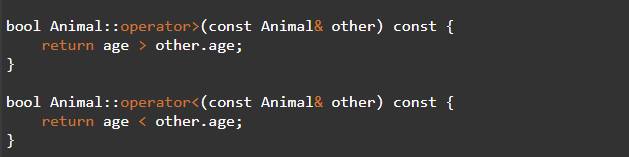 bool Animal::operator>(const Animal& other) const {
    return age > other.age;
}
bool Animal::operator<(const Animal& other) const {
    return age < other.age;
}